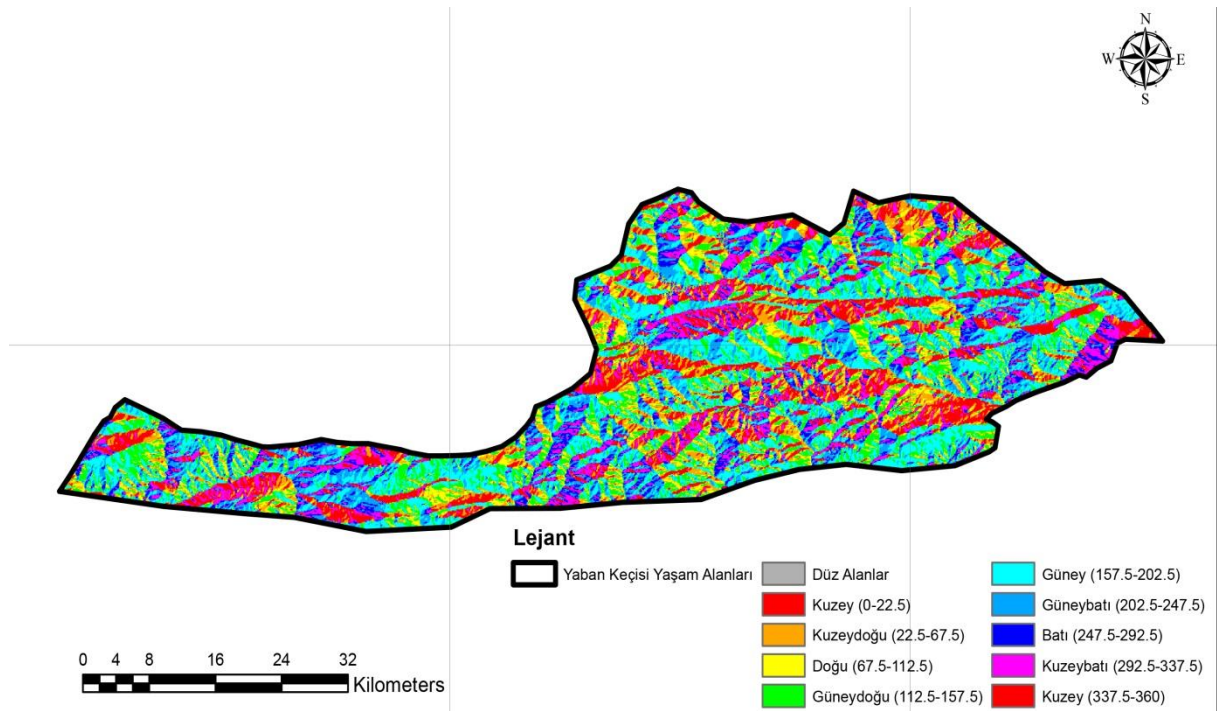 N
W E
S
Lejant
Yaban Keçisi Yaşam Alanları
Düz Alanlar
Kuzey (0-22.5)
Kuzeydoğu (22.5-67.5)
Doğu (67.5-112.5)
Güneydoğu (112.5-157.5)
Güney (157.5-202.5)
Güneybatı (202.5-247.5)
Batı (247.5-292.5)
Kuzeybatı (292.5-337.5)
Kuzey (337.5-360)
0 4 8 16 24 32
Kilometers